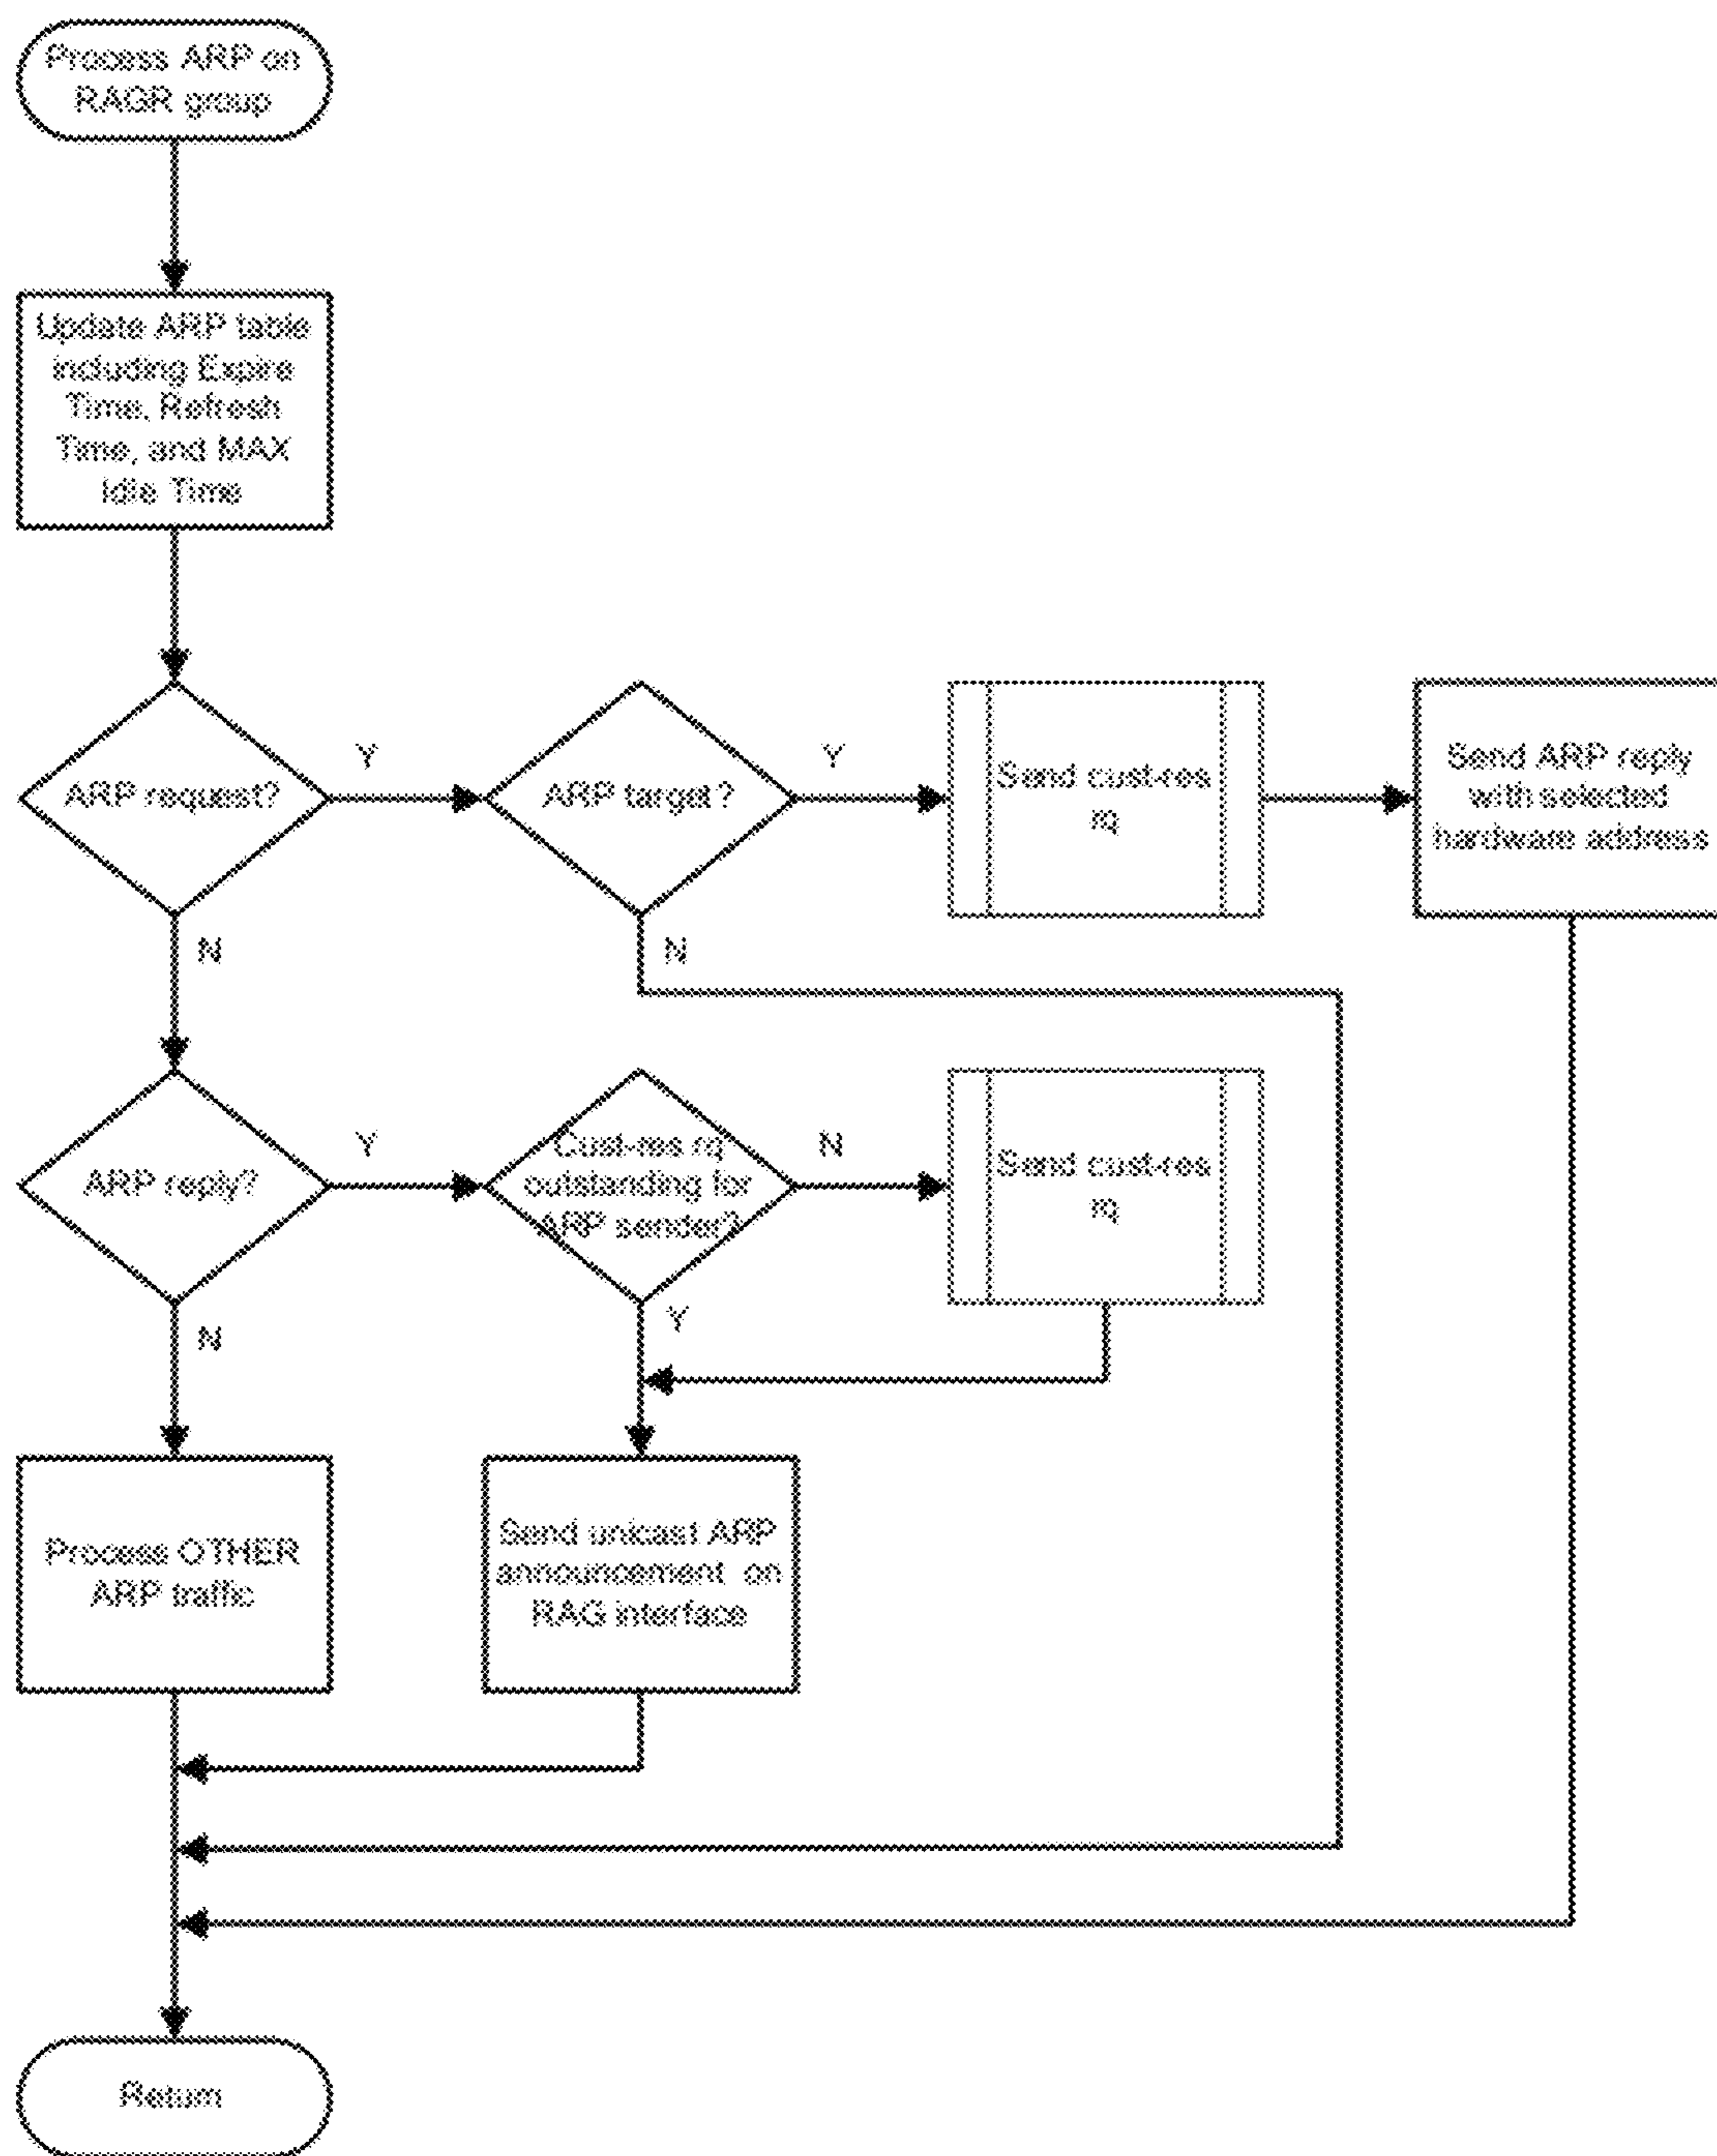 Process ARP on
RAGR group
Update ARP table
including Expire
Time, Refresh
Time, and MAX
Idle Time
ARP request?
Y
ARP target?
Y
Send cust-res
rq
Send ARP reply
with selected
hardware address
N
N
ARP reply?
Y
Cust-res rq
outstanding for
ARP sender?
N
Send cust-res
rq
N
Y
Process OTHER
ARP traffic
Send unicast ARP
announcement on
RAG interface
Return